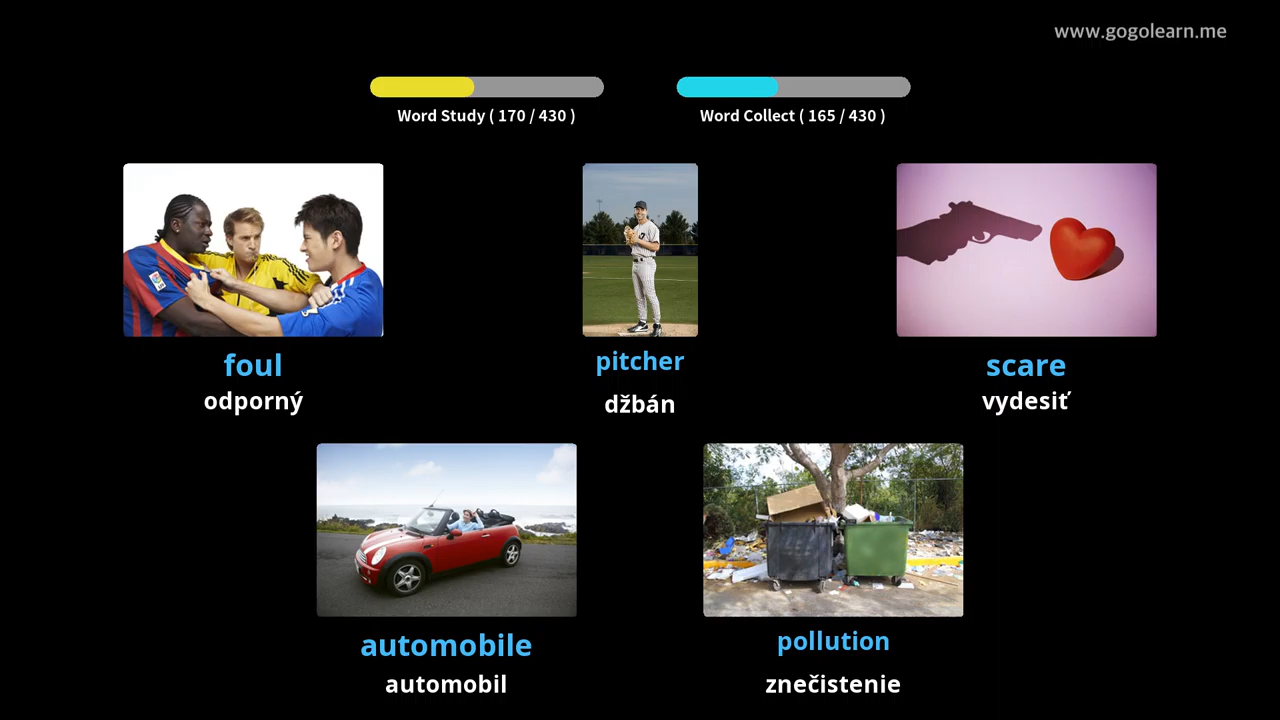 www.gogolearn.me
Word Study ( 170 / 430 )
Word Collect ( 165 / 430 )
foul
odporný
pitcher
džbán
scare
vydesiť
automobile
automobil
pollution
znečistenie